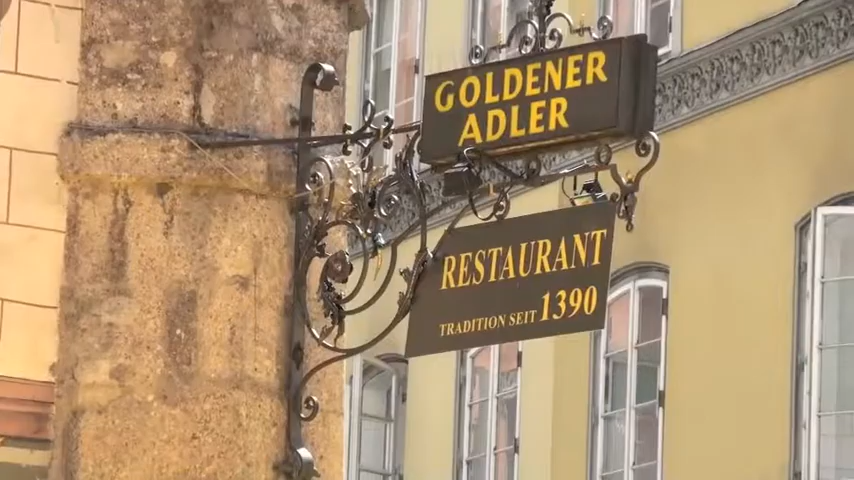 GOLDENER
ADLER
RESTAURANT
TRADITION SEIT 1390